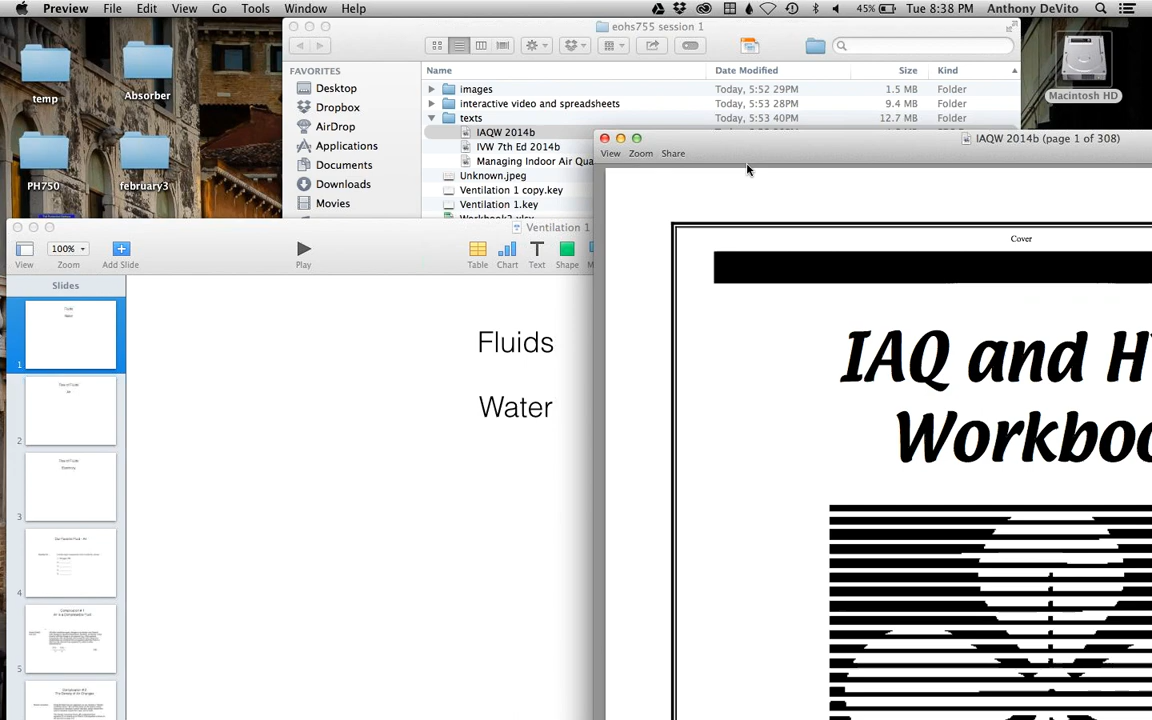 Preview File Edit View Go Tools Window Help 45% Tue 8:38 PM Anthony DeVito
temp
Absorber
PH750
february3
Macintosh HD
eohs755 session 1
FAVORITES
Desktop
Dropbox
AirDrop
Applications
Documents
Downloads
Movies
Name Date Modified Size Kind
images Today, 5:52 29PM 1.5 MB Folder
interactive video and spreadsheets Today, 5:53 28PM 9.4 MB Folder
texts Today, 5:53 40PM 12.7 MB Folder
IAQW 2014b
IVW 7th Ed 2014b
Managing Indoor Air Qua
Unknown.jpeg
Ventilation 1 copy.key
Ventilation 1.key
IAQW 2014b (page 1 of 308)
View Zoom Share
Cover
IAQ and H
Workboo
Ventilation 1
100%
View Zoom Add Slide Play Table Chart Text Shape
Slides
1
2
3
4
5
Fluids
Water